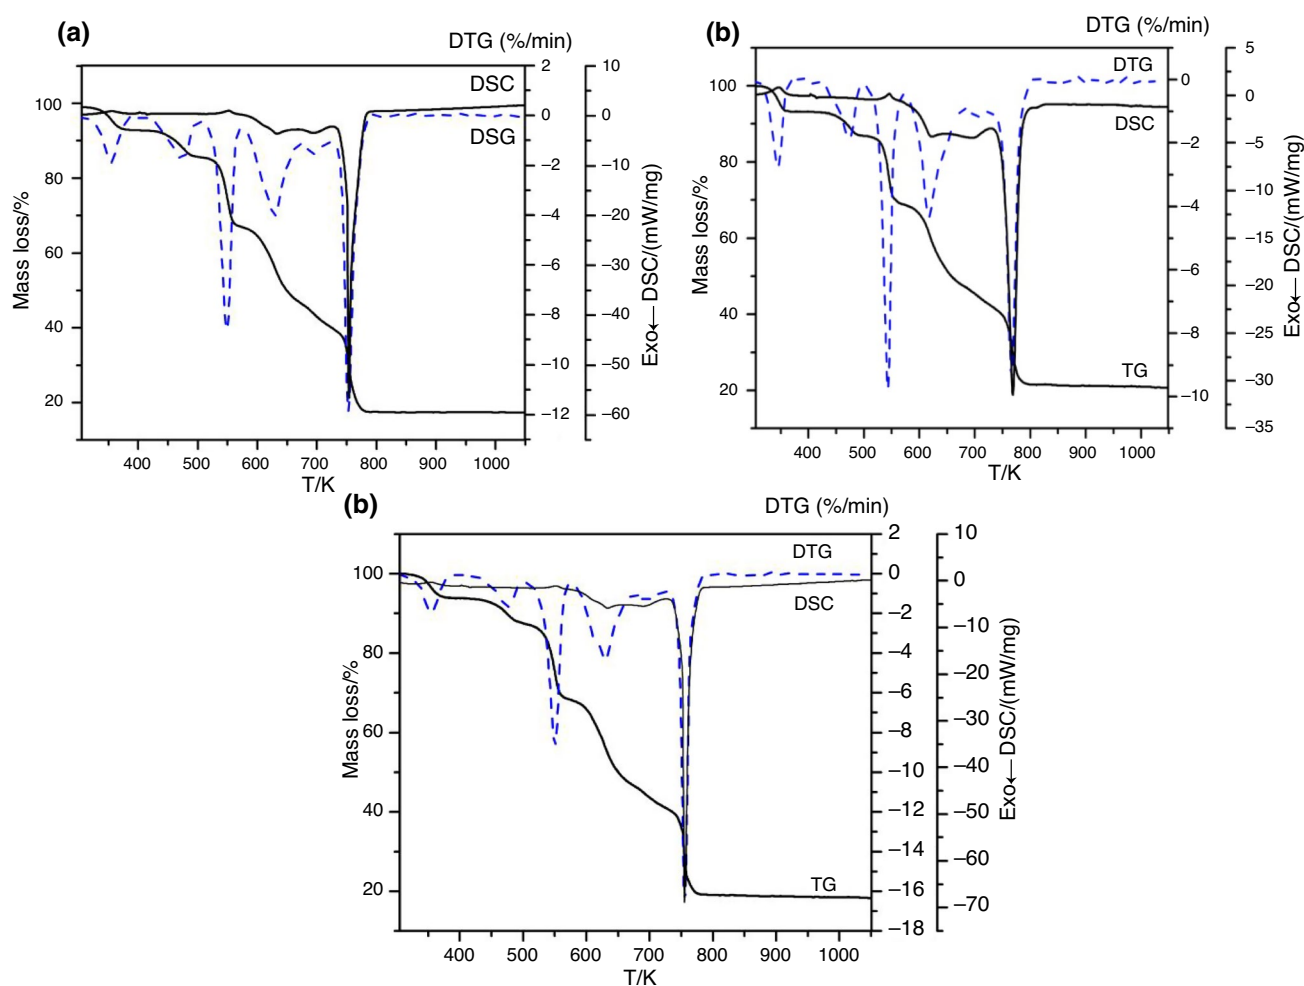 (a)
DTG (%/min)
DSC
DSG
Mass loss/%
100
80
60
40
20
400 500 600 700 800 900 1000
T/K
2
0
–2
–4
–6
–8
–10
–12
10
0
–10
–20
–30
–40
–50
–60
Exo← DSC/(mW/mg)
(b)
DTG (%/min)
DTG
DSC
TG
Mass loss/%
100
80
60
40
20
400 500 600 700 800 900 1000
T/K
0
–2
–4
–6
–8
–10
5
0
–5
–10
–15
–20
–25
–30
–35
Exo← DSC/(mW/mg)
(b)
DTG (%/min)
DTG
DSC
TG
Mass loss/%
100
80
60
40
20
400 500 600 700 800 900 1000
T/K
2
0
–2
–4
–6
–8
–10
–12
–14
–16
–18
10
0
–10
–20
–30
–40
–50
–60
–70
Exo← DSC/(mW/mg)